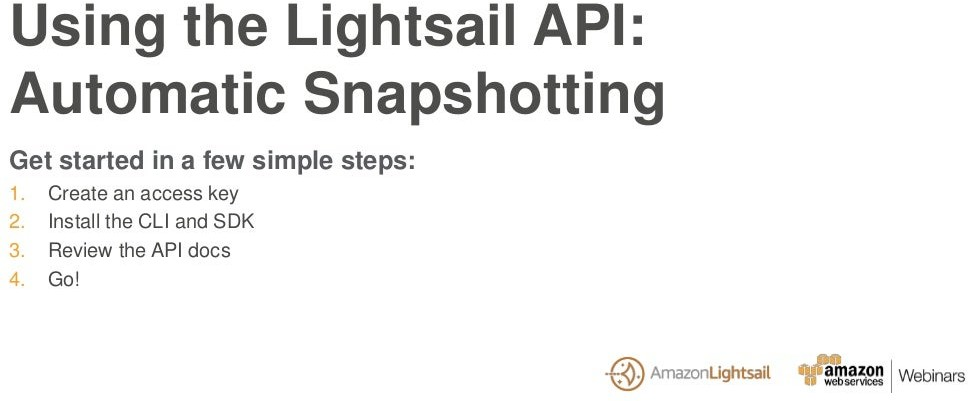 Using the Lightsail API:
Automatic Snapshotting
Get started in a few simple steps:
1. Create an access key
2. Install the CLI and SDK
3. Review the API docs
4. Go!
AmazonLightsail
amazon
webservices
Webinars